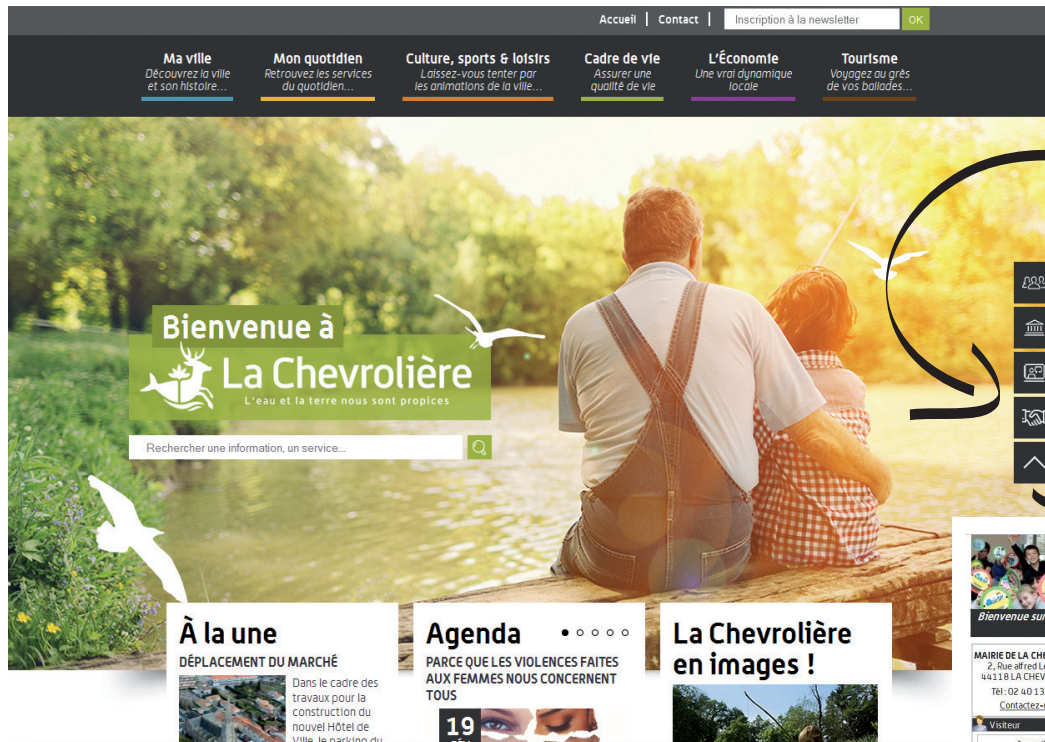 Accueil | Contact |
Inscription à la newsletter
OK
Ma ville
Découvrez la ville
et son histoire...
Mon quotidien
Retrouvez les services
du quotidien...
Culture, sports & loisirs
Laissez-vous tenter par
les animations de la ville...
Cadre de vie
Assurer une
qualité de vie
L'Économie
Une vrai dynamique
locale
Tourisme
Voyagez au grès
de vos ballades...
Bienvenue à
La Chevrolière
L'eau et la terre nous sont propices
Rechercher une information, un service...
À la une
DÉPLACEMENT DU MARCHÉ
Dans le cadre des
travaux pour la
construction du
nouvel Hôtel de
Ville, le parking du
Agenda
PARCE QUE LES VIOLENCES FAITES
AUX FEMMES NOUS CONCERNENT
TOUS
19
La Chevrolière
en images !
Bienvenue sur
MAIRIE DE LA CHE
2, Rue alfred Le
44118 LA CHEV
Tél : 02 40 13
Contactez-
Visiteur